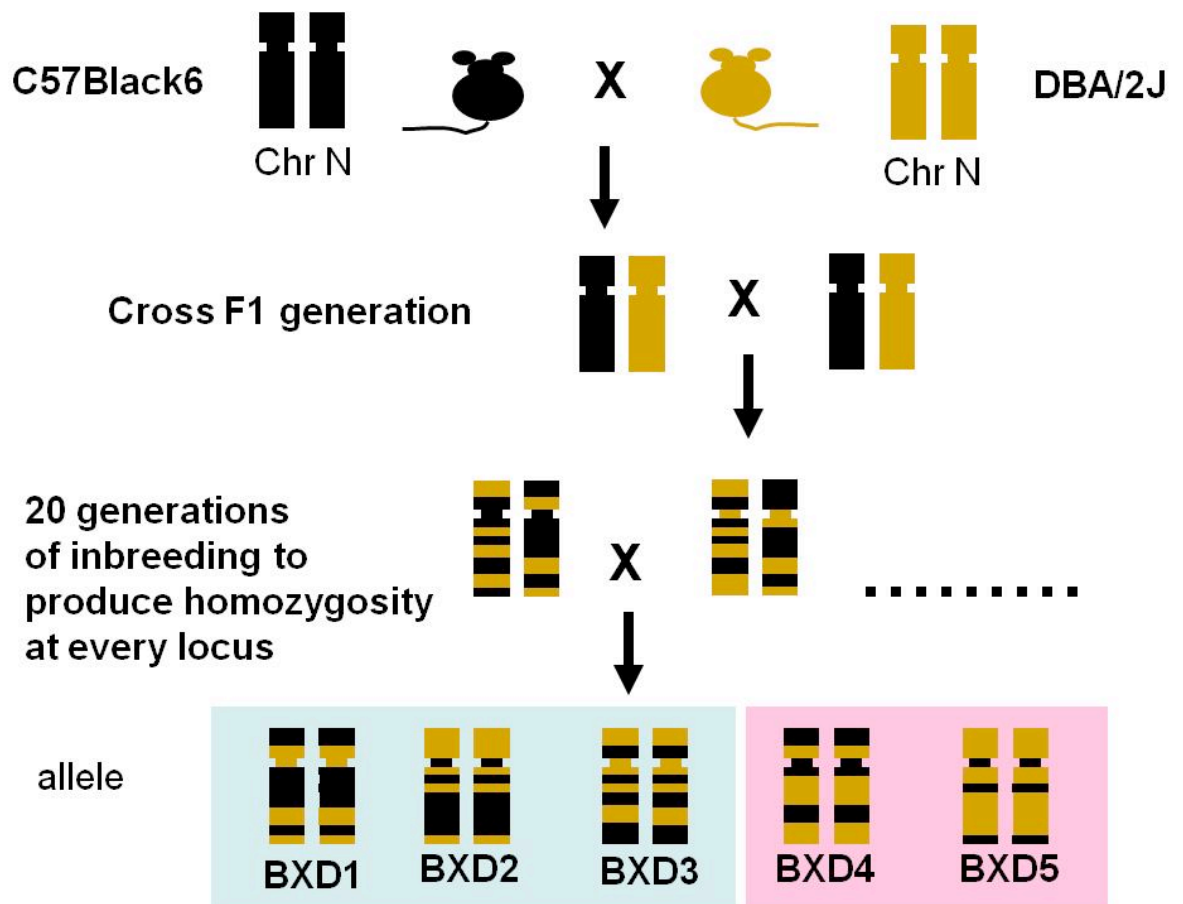 C57Black6
X
DBA/2J
Chr N
Chr N
Cross F1 generation
X
20 generations
of inbreeding to
produce homozygosity
at every locus
X
allele
BXD1
BXD2
BXD3
BXD4
BXD5